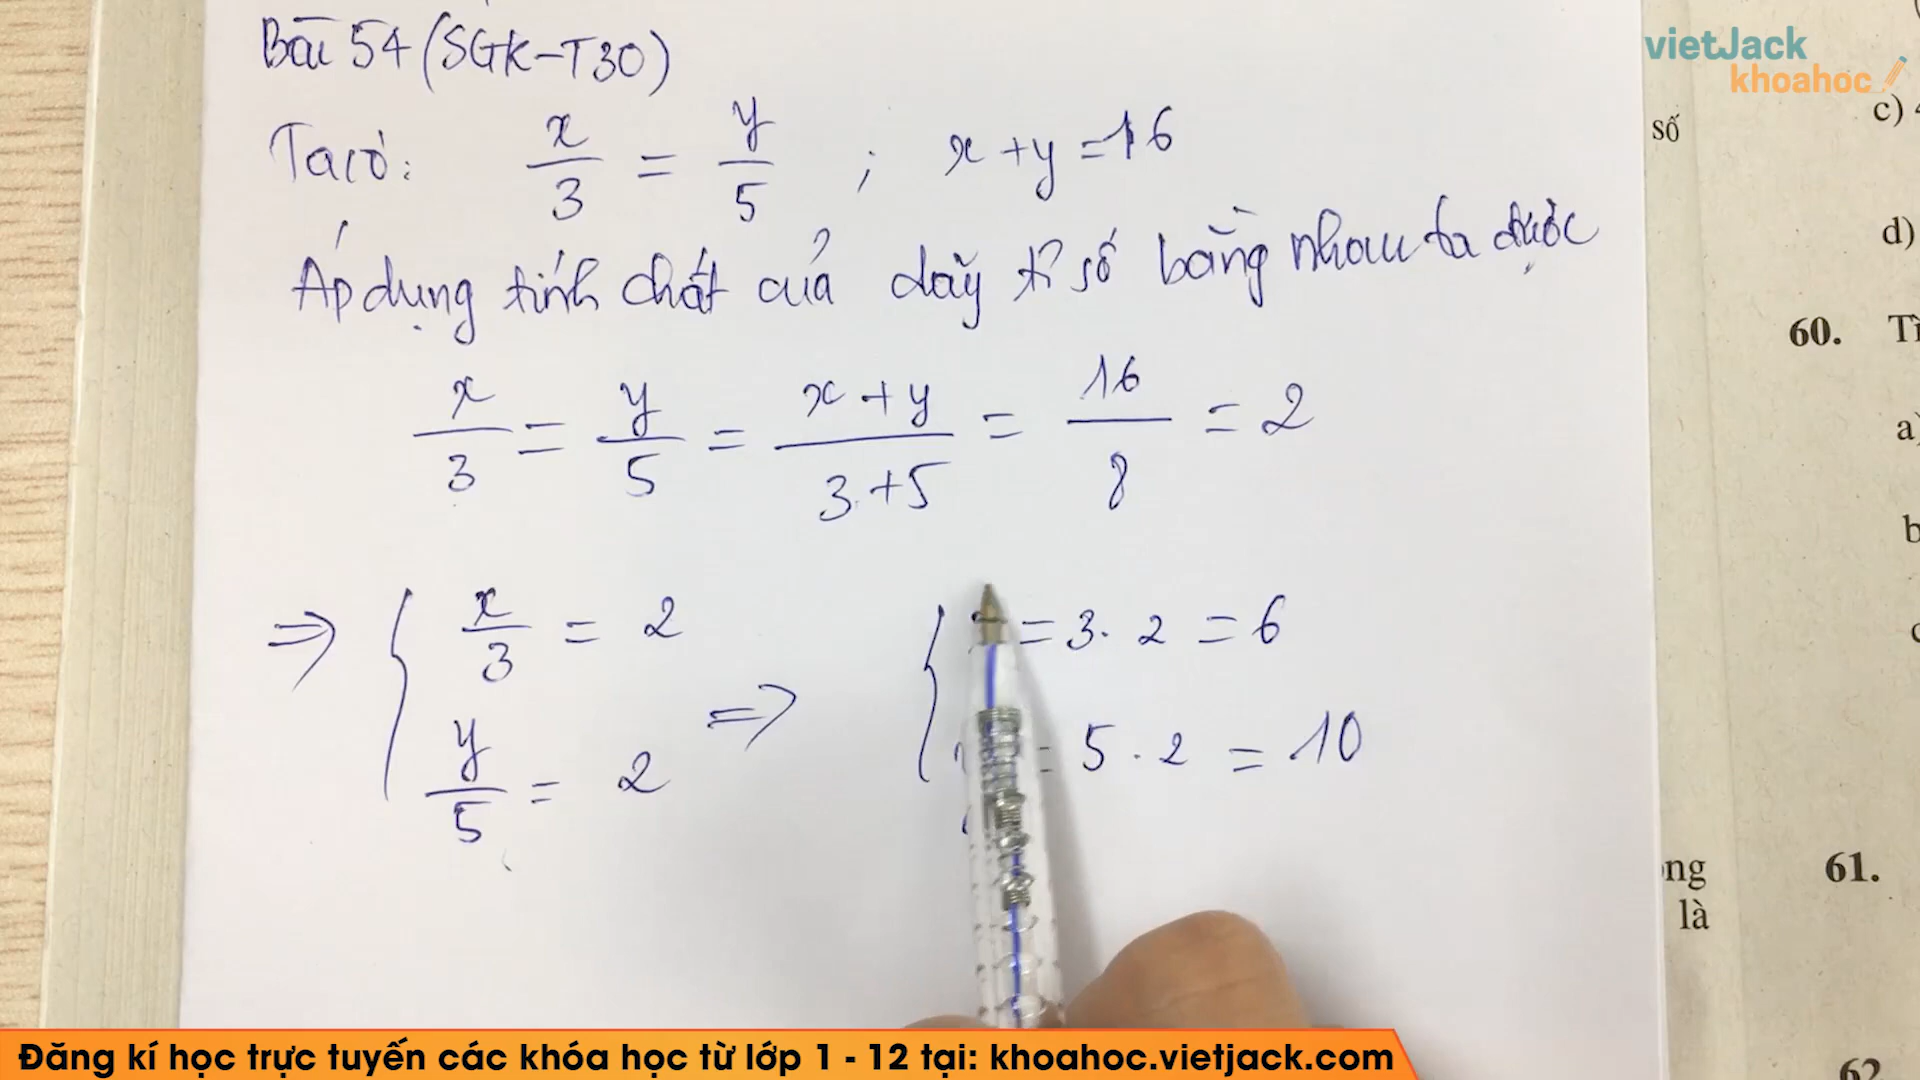 Bài 54 (SGK-T30)
Ta có: x/3 = y/5 ; x + y = 16
Áp dụng tính chất của dãy tỉ số bằng nhau ta được
x/3 = y/5 = (x + y)/(3 + 5) = 16/8 = 2
⇒ { x/3 = 2
y/5 = 2
⇒ { = 3 . 2 = 6
= 5 . 2 = 10
vietJack
khoahoc
số
c)
d)
60.
a)
b
c
ong
là
61.
62
Đăng kí học trực tuyến các khóa học từ lớp 1 - 12 tại: khoahoc.vietjack.com